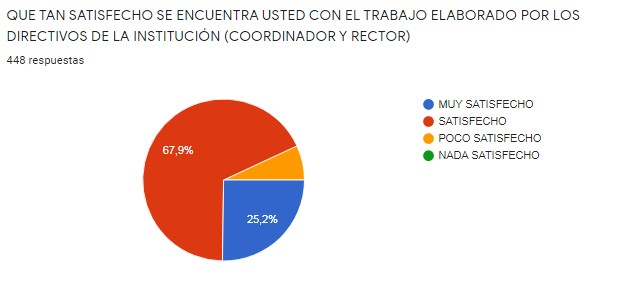 QUE TAN SATISFECHO SE ENCUENTRA USTED CON EL TRABAJO ELABORADO POR LOS
DIRECTIVOS DE LA INSTITUCIÓN (COORDINADOR Y RECTOR)
448 respuestas
MUY SATISFECHO
SATISFECHO
POCO SATISFECHO
NADA SATISFECHO
67,9%
25,2%